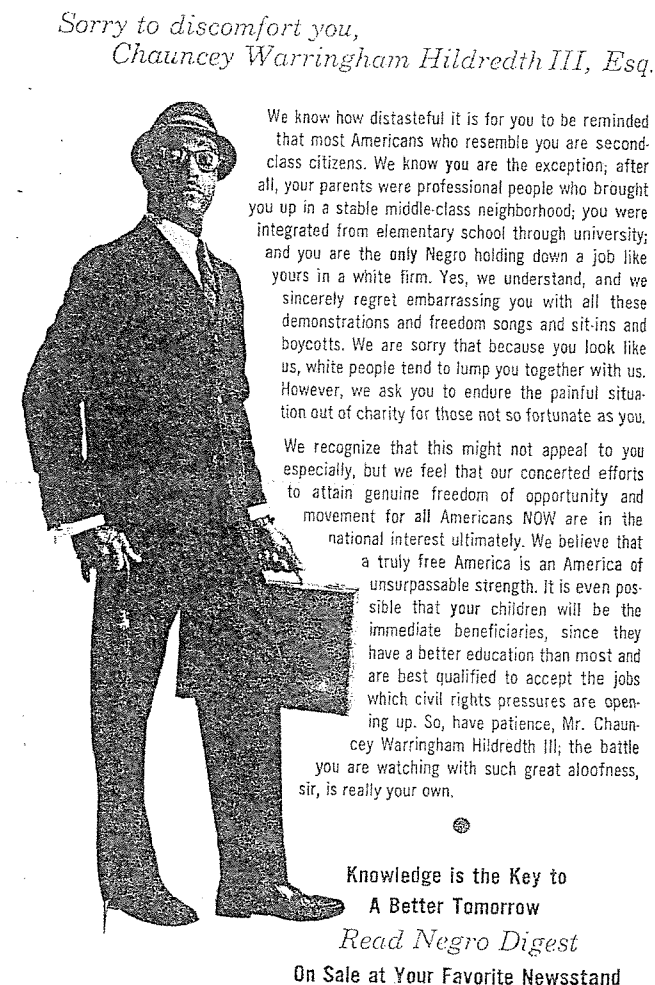 Sorry to discomfort you,
Chauncey Warringham Hildredth III, Esq.
We know how distasteful it is for you to be reminded
that most Americans who resemble you are second-
class citizens. We know you are the exception; after
all, your parents were professional people who brought
you up in a stable middle-class neighborhood; you were
integrated from elementary school through university;
and you are the only Negro holding down a job like
yours in a white firm. Yes, we understand, and we
sincerely regret embarrassing you with all these
demonstrations and freedom songs and sit-ins and
boycotts. We are sorry that because you look like
us, white people tend to lump you together with us.
However, we ask you to endure the painful situa-
tion out of charity for those not so fortunate as you.
We recognize that this might not appeal to you
especially, but we feel that our concerted efforts
to attain genuine freedom of opportunity and
movement for all Americans NOW are in the
national interest ultimately. We believe that
a truly free America is an America of
unsurpassable strength. It is even pos-
sible that your children will be the
immediate beneficiaries, since they
have a better education than most and
are best qualified to accept the jobs
which civil rights pressures are open-
ing up. So, have patience, Mr. Chaun-
cey Warringham Hildredth III; the battle
you are watching with such great aloofness,
sir, is really your own.
Knowledge is the Key to
A Better Tomorrow
Read Negro Digest
On Sale at Your Favorite Newsstand